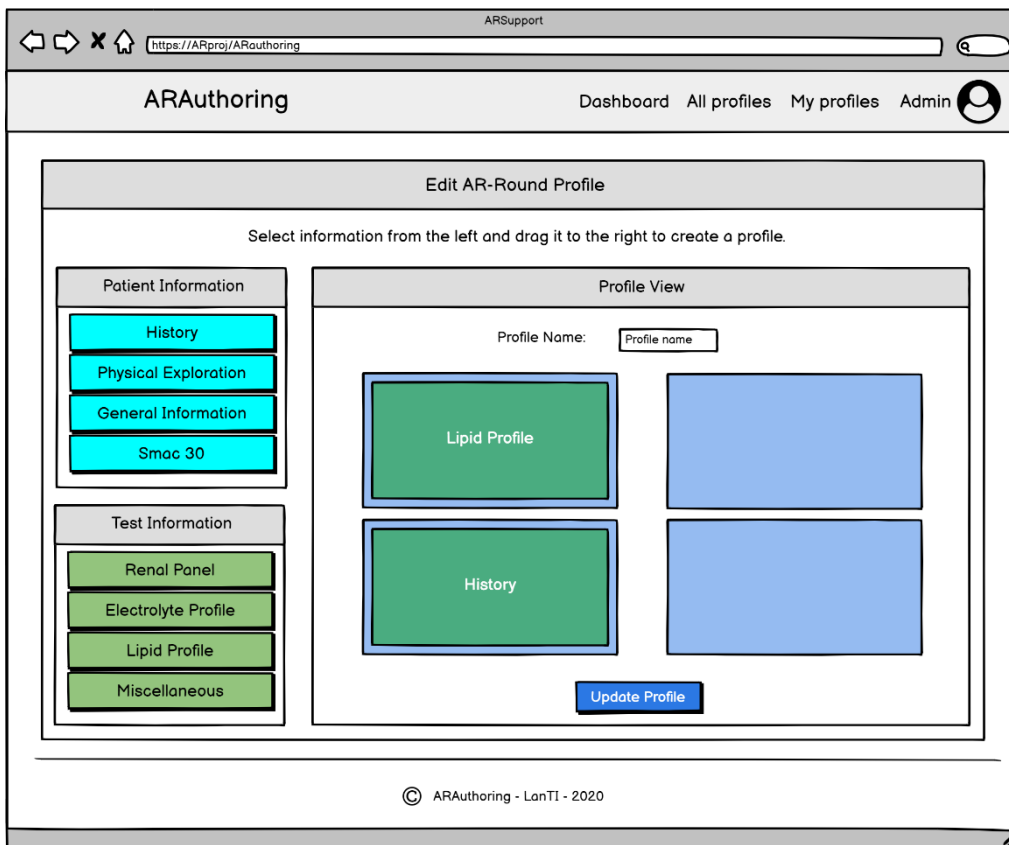 ARSupport
https://ARproj/ARauthoring
ARAuthoring
Dashboard All profiles My profiles Admin
Edit AR-Round Profile
Select information from the left and drag it to the right to create a profile.
Patient Information
History
Physical Exploration
General Information
Smac 30
Test Information
Renal Panel
Electrolyte Profile
Lipid Profile
Miscellaneous
Profile View
Profile Name: Profile name
Lipid Profile
History
Update Profile
© ARAuthoring - LanTI - 2020